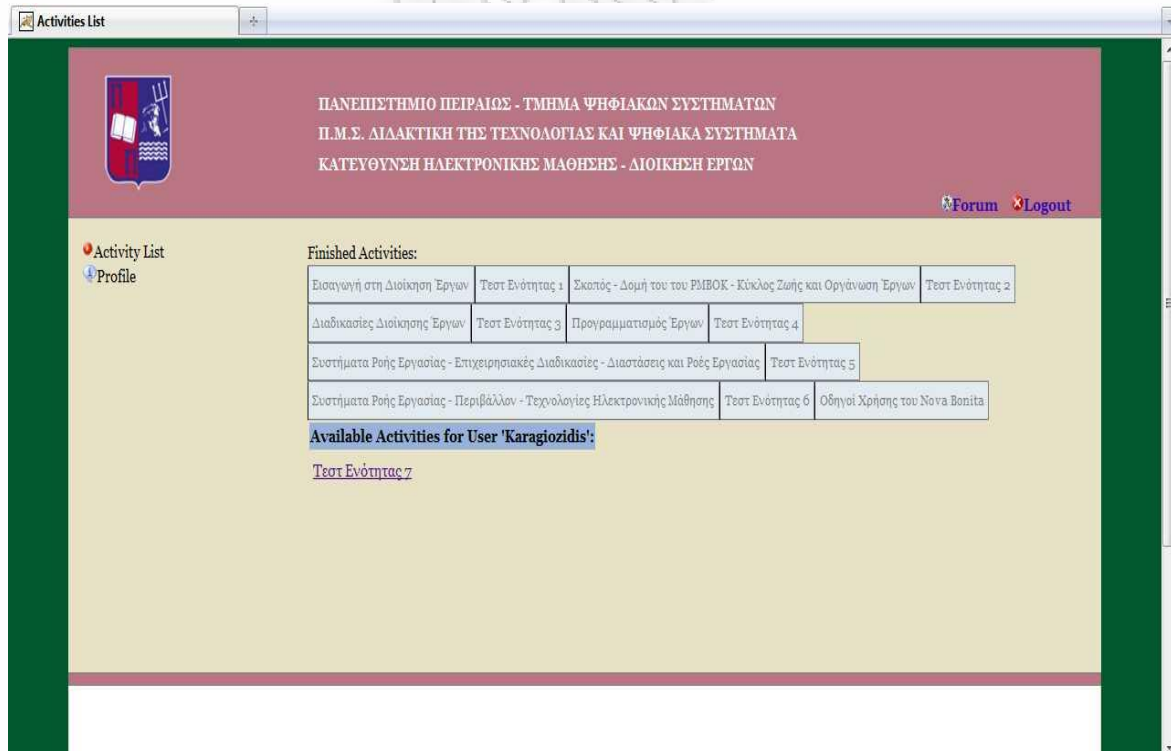 Activities List
ΠΑΝΕΠΙΣΤΗΜΙΟ ΠΕΙΡΑΙΩΣ - ΤΜΗΜΑ ΨΗΦΙΑΚΩΝ ΣΥΣΤΗΜΑΤΩΝ
Π.Μ.Σ. ΔΙΔΑΚΤΙΚΗ ΤΗΣ ΤΕΧΝΟΛΟΓΙΑΣ ΚΑΙ ΨΗΦΙΑΚΑ ΣΥΣΤΗΜΑΤΑ
ΚΑΤΕΥΘΥΝΣΗ ΗΛΕΚΤΡΟΝΙΚΗΣ ΜΑΘΗΣΗΣ - ΔΙΟΙΚΗΣΗ ΕΡΓΩΝ
Forum Logout
Activity List
Profile
Finished Activities:
Εισαγωγή στη Διοίκηση Έργων Τεστ Ενότητας 1 Σκοπός - Δομή του του PMBOK - Κύκλος Ζωής και Οργάνωση Έργων Τεστ Ενότητας 2
Διαδικασίες Διοίκησης Έργων Τεστ Ενότητας 3 Προγραμματισμός Έργων Τεστ Ενότητας 4
Συστήματα Ροής Εργασίας - Επιχειρησιακές Διαδικασίες - Διαστάσεις και Ροές Εργασίας Τεστ Ενότητας 5
Συστήματα Ροής Εργασίας - Περιβάλλον - Τεχνολογίες Ηλεκτρονικής Μάθησης Τεστ Ενότητας 6 Οδηγοί Χρήσης του Nova Bonita
Available Activities for User 'Karagiozidis':
Τεστ Ενότητας 7